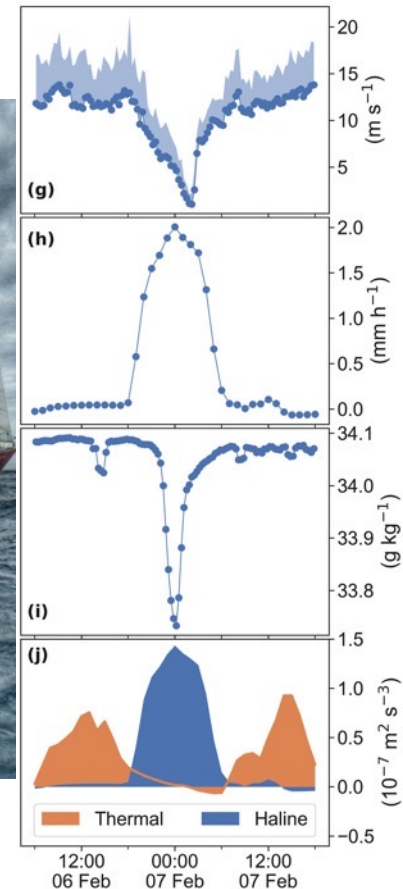 20
15
10
5
(m s⁻¹)
(g)
(h)
2.0
1.5
1.0
0.5
0.0
(mm h⁻¹)
34.1
34.0
33.9
33.8
(g kg⁻¹)
(i)
(j)
1.5
1.0
0.5
0.0
−0.5
(10⁻⁷ m² s⁻³)
Thermal Haline
12:00 00:00 12:00
06 Feb 07 Feb 07 Feb